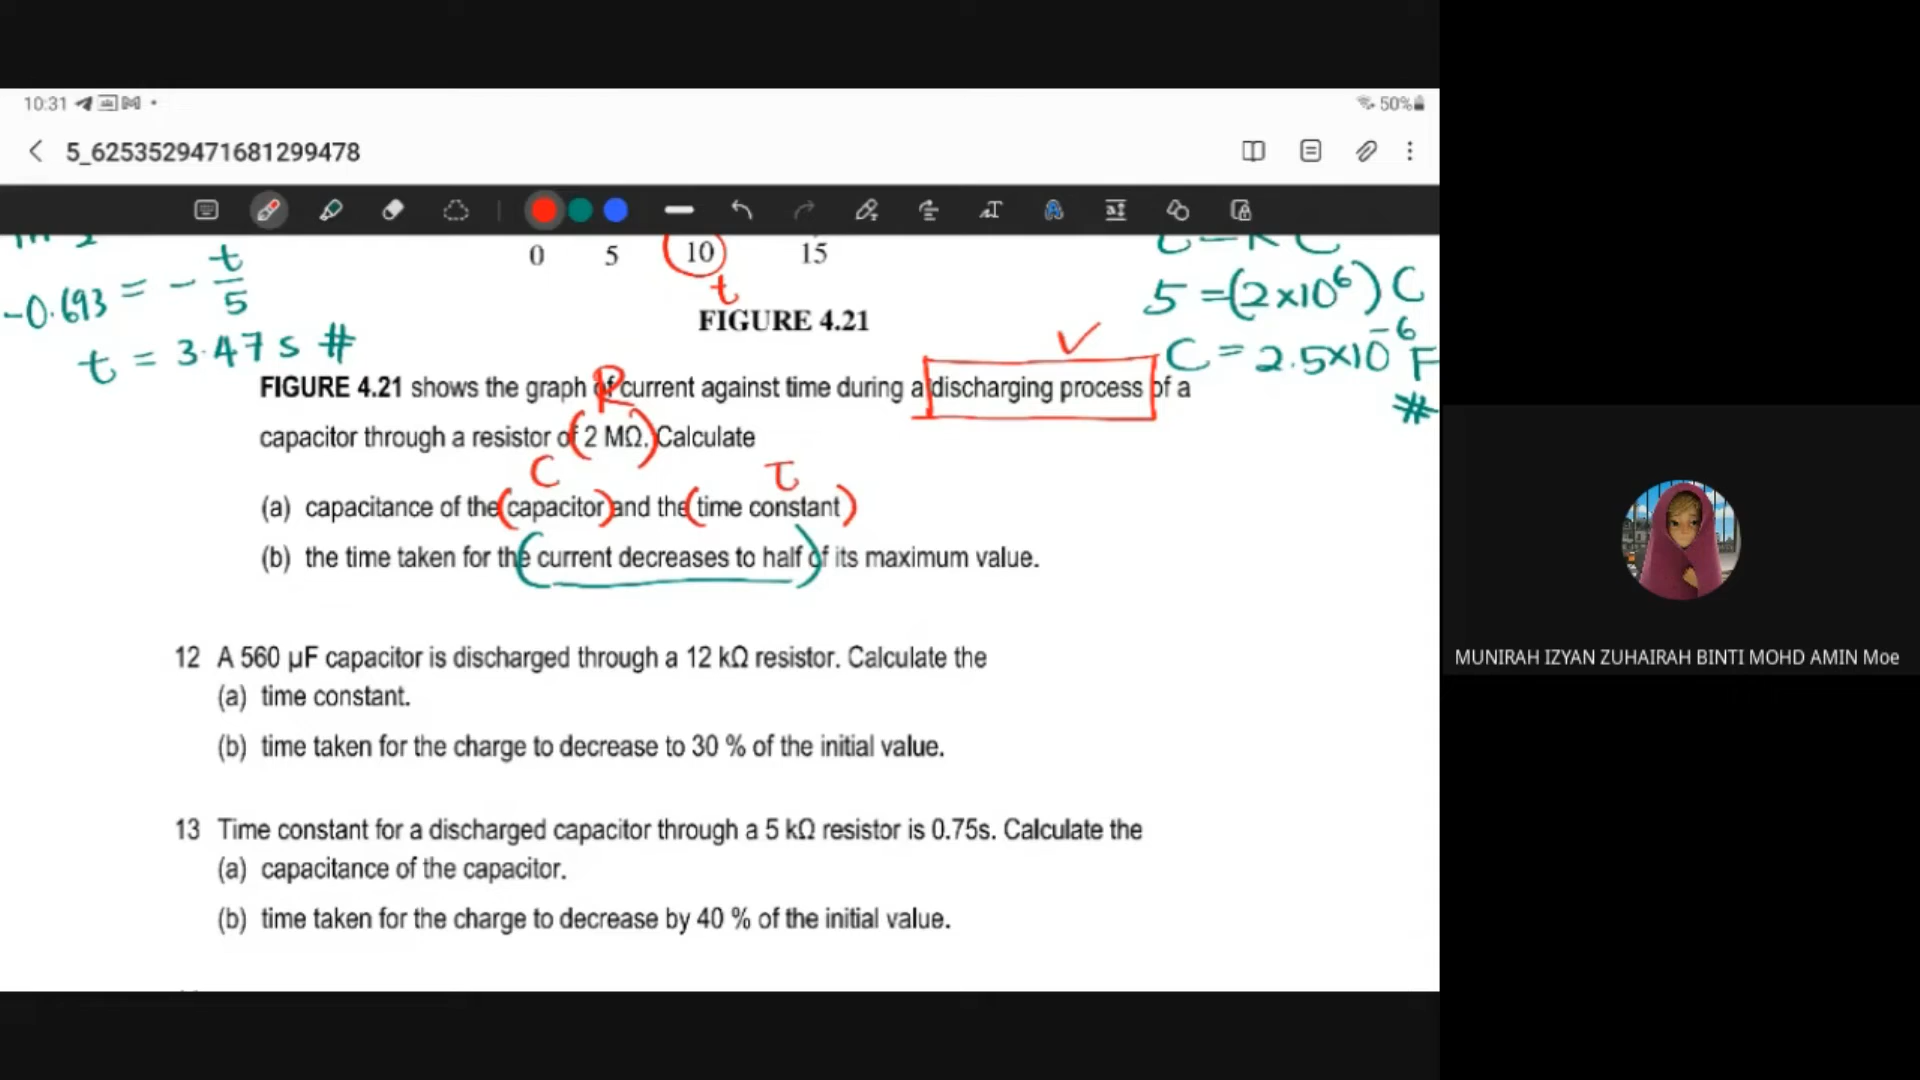 10:31
50%
5_6253529471681299478
0 5 10 15
t
-0.693 = - t/5
t = 3.47 s #
5 = (2x10⁶) C
C = 2.5x10⁻⁶ F
#
FIGURE 4.21
R
FIGURE 4.21 shows the graph of current against time during a discharging process of a
capacitor through a resistor of (2 MΩ). Calculate
C τ
(a) capacitance of the (capacitor) and the (time constant)
(b) the time taken for the (current decreases to half) of its maximum value.
12 A 560 µF capacitor is discharged through a 12 kΩ resistor. Calculate the
(a) time constant.
(b) time taken for the charge to decrease to 30 % of the initial value.
13 Time constant for a discharged capacitor through a 5 kΩ resistor is 0.75s. Calculate the
(a) capacitance of the capacitor.
(b) time taken for the charge to decrease by 40 % of the initial value.
MUNIRAH IZYAN ZUHAIRAH BINTI MOHD AMIN Moe